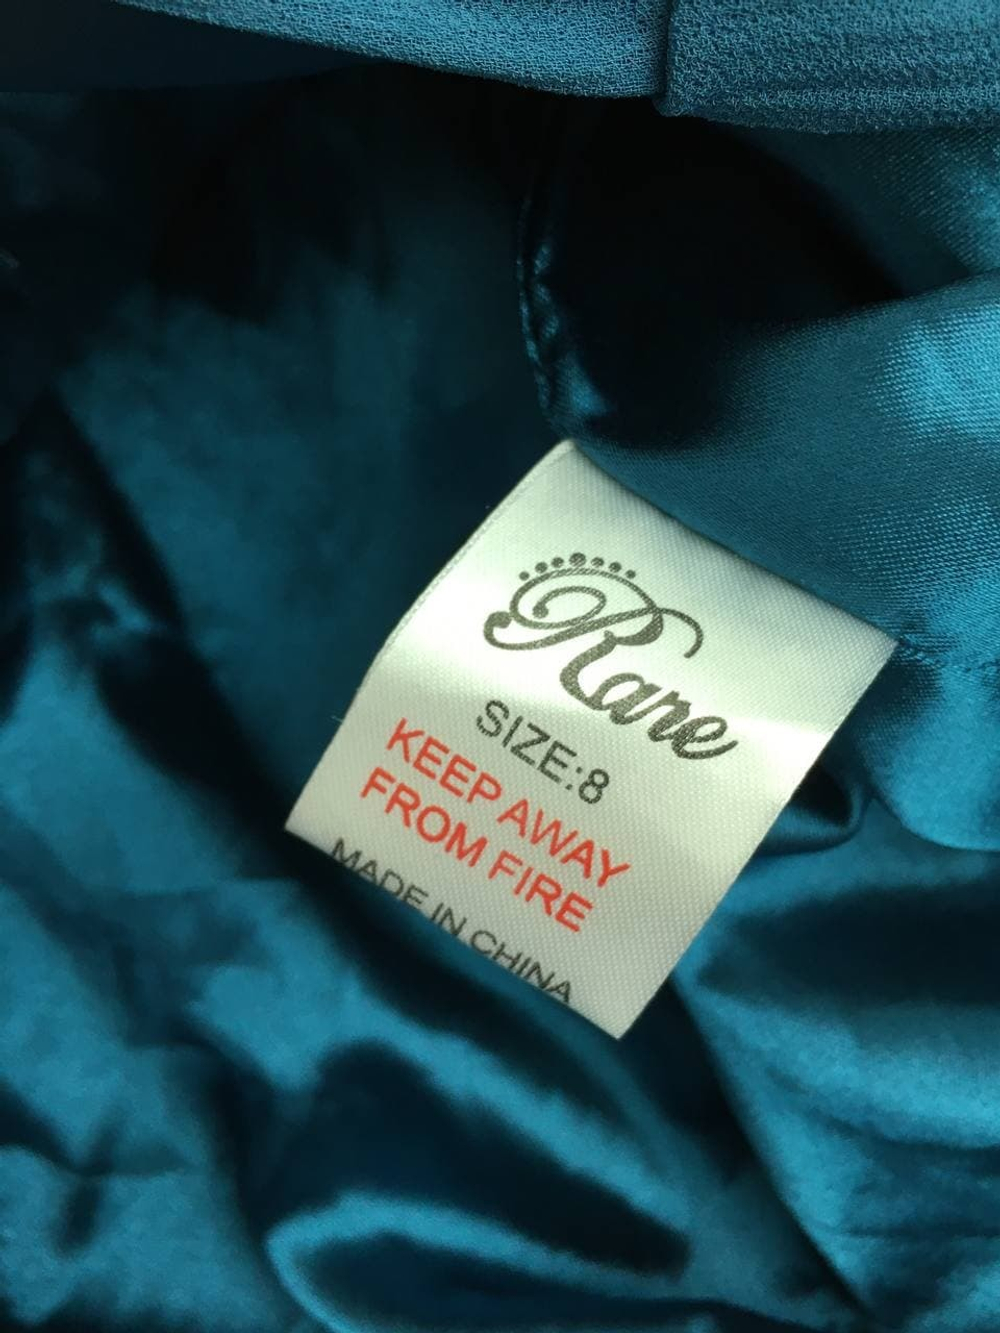 Rare
SIZE:8
KEEP AWAY
FROM FIRE
MADE IN CHINA